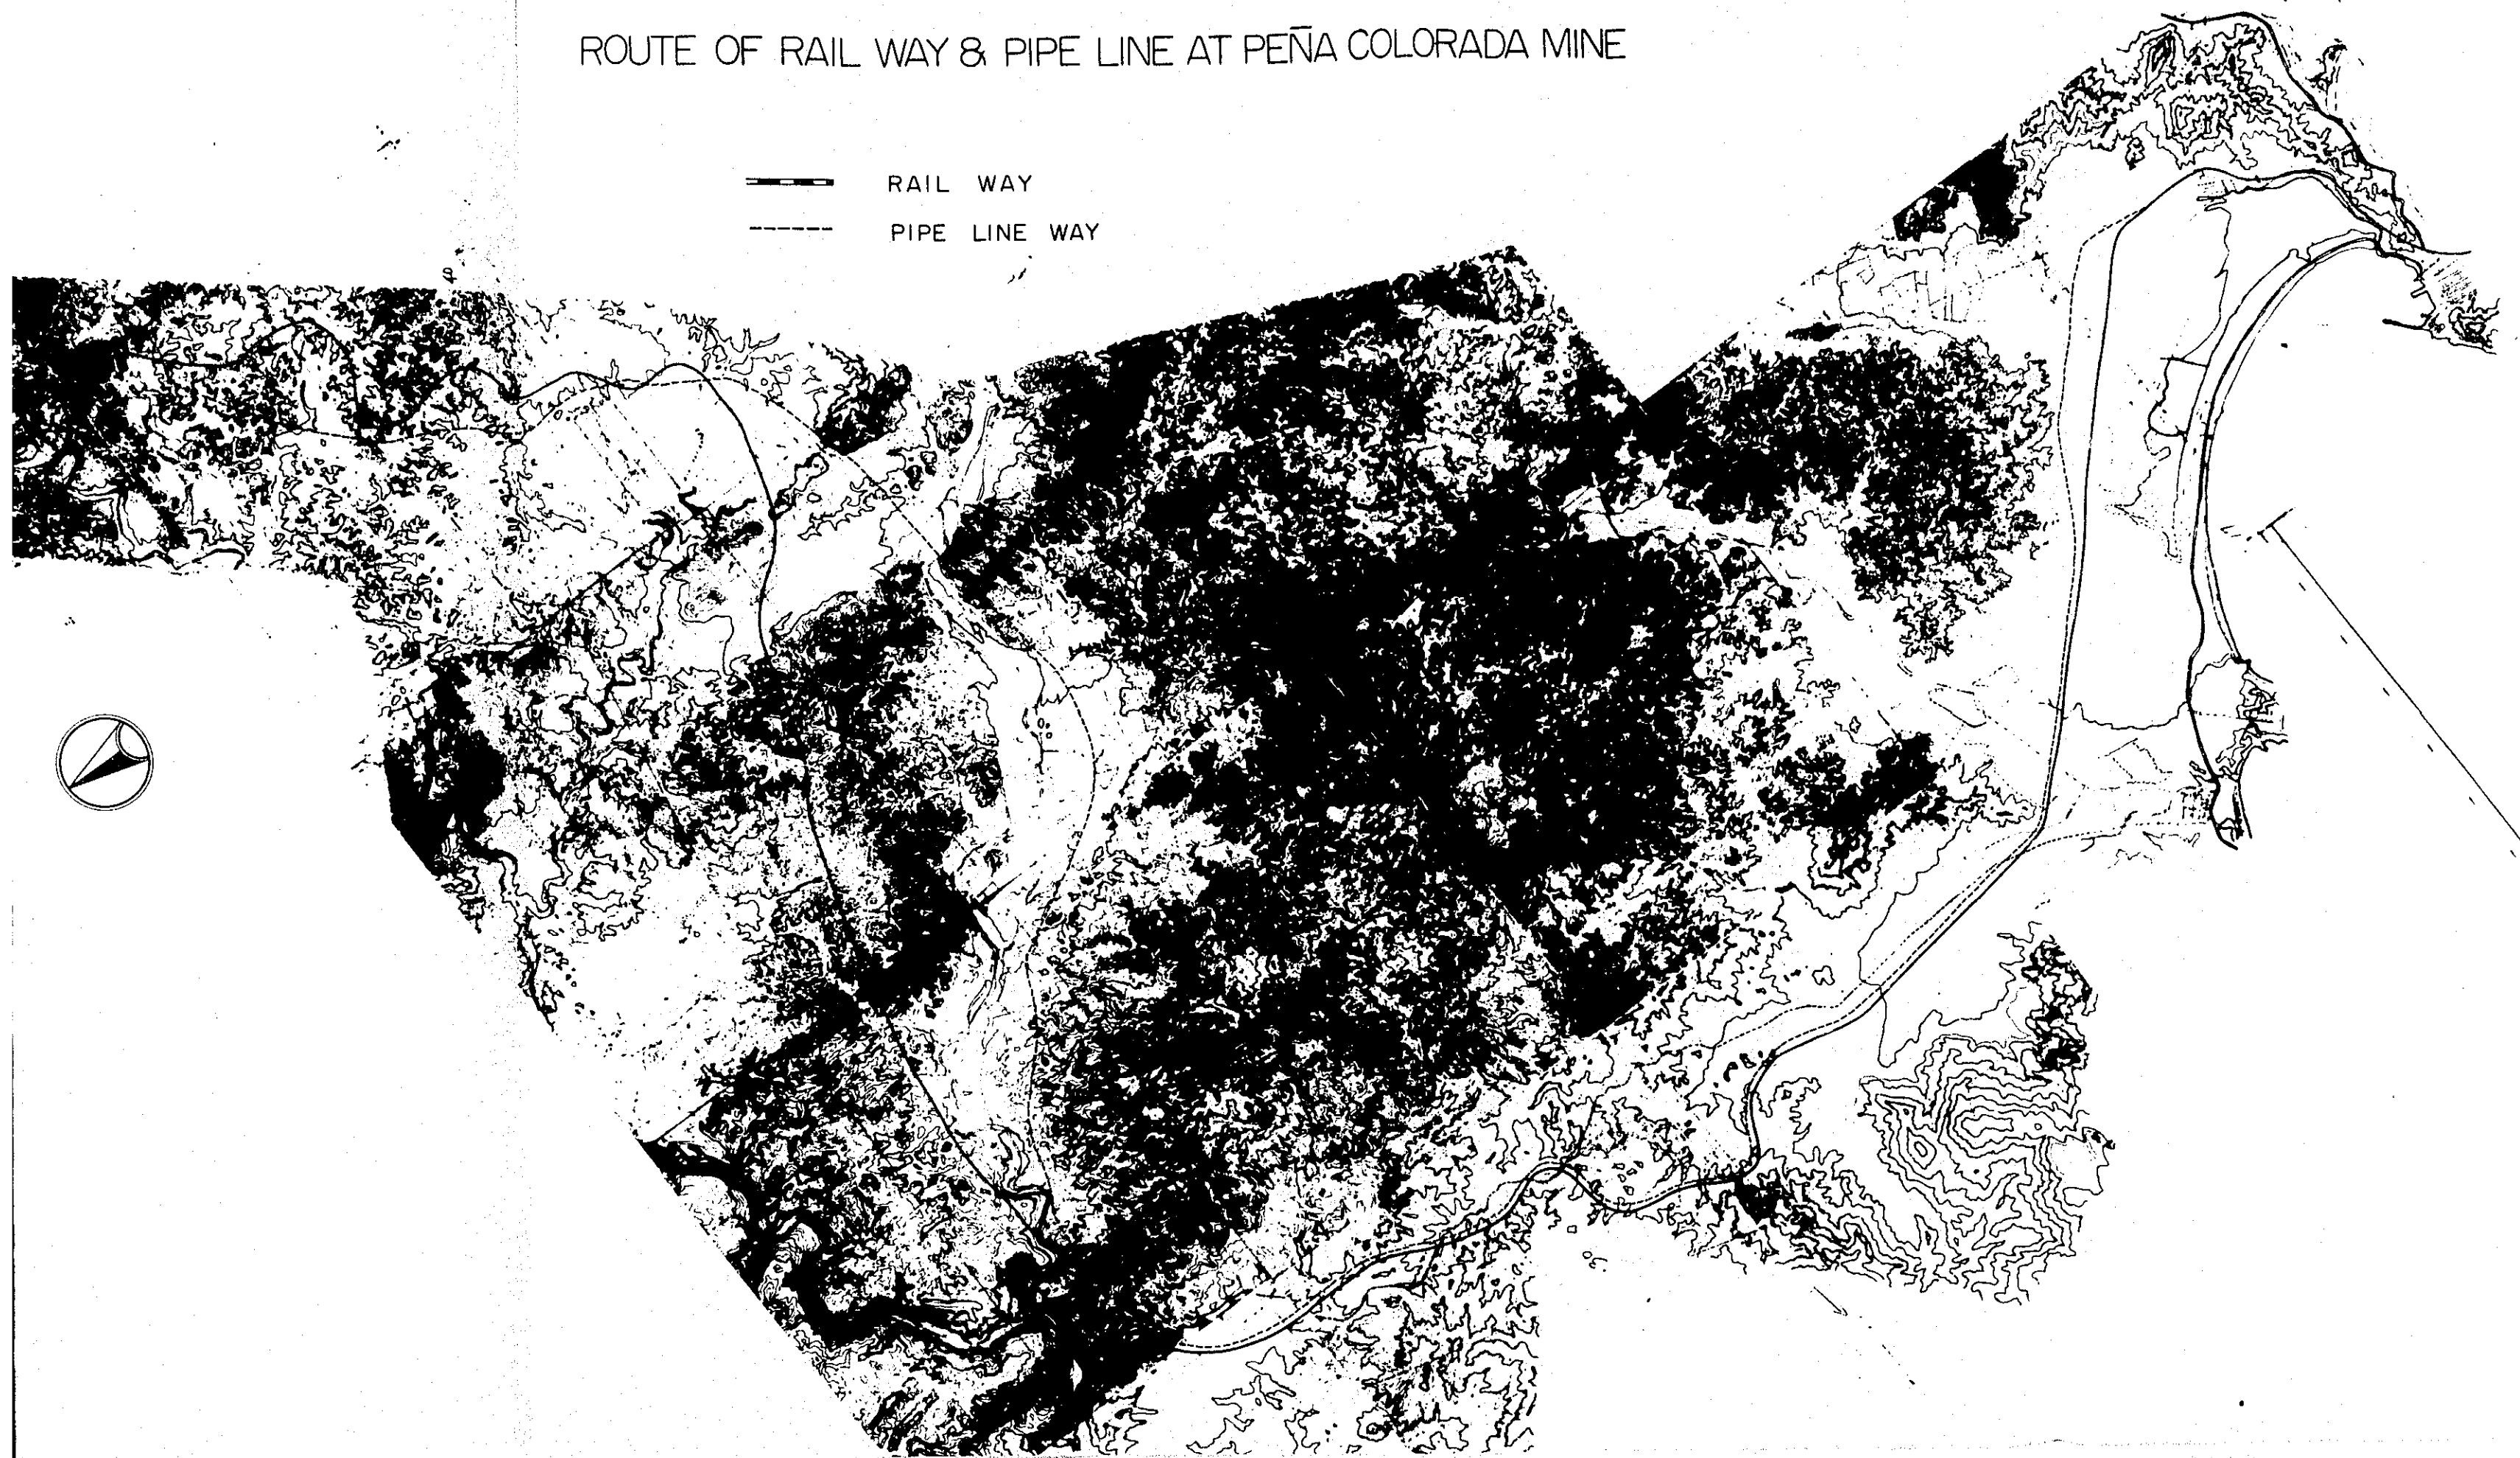 ROUTE OF RAIL WAY & PIPE LINE AT PEÑA COLORADA MINE
RAIL WAY
PIPE LINE WAY